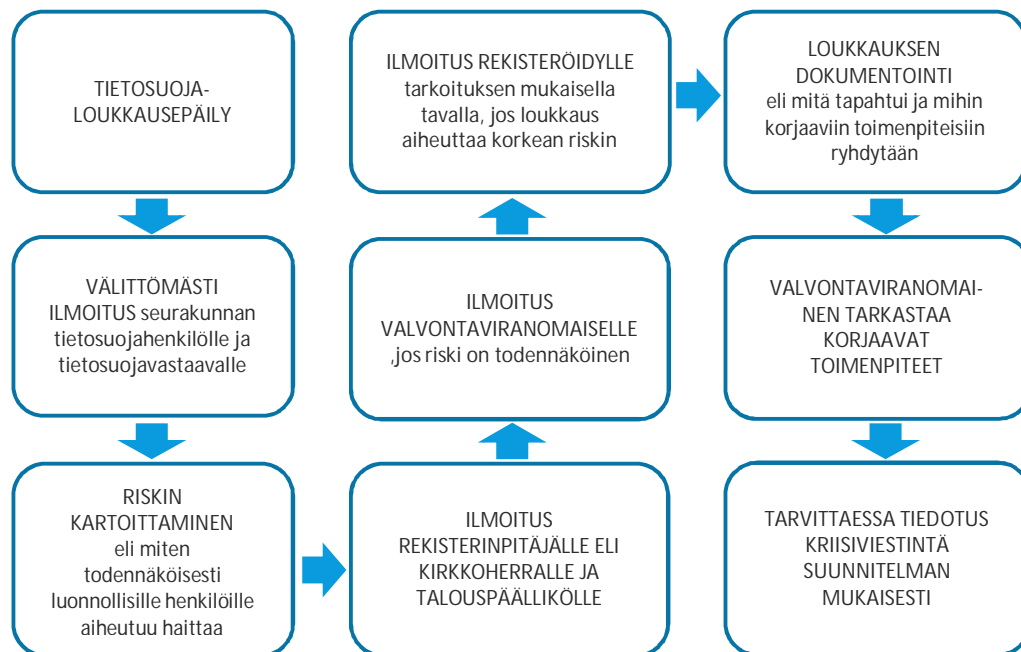 TIETOSUOJA-
LOUKKAUSEPÄILY
VÄLITTÖMÄSTI
ILMOITUS seurakunnan
tietosuojahenkilölle ja
tietosuojavastaavalle
RISKIN
KARTOITTAMINEN
eli miten
todennäköisesti
luonnollisille henkilöille
aiheutuu haittaa
ILMOITUS
REKISTERINPITÄJÄLLE ELI
KIRKKOHERRALLE JA
TALOUSPÄÄLLIKÖLLE
ILMOITUS
VALVONTAVIRANOMAISELLE
,jos riski on todennäköinen
ILMOITUS REKISTERÖIDYLLE
tarkoituksen mukaisella
tavalla, jos loukkaus
aiheuttaa korkean riskin
LOUKKAUKSEN
DOKUMENTOINTI
eli mitä tapahtui ja mihin
korjaaviin toimenpiteisiin
ryhdytään
VALVONTAVIRANOMAI-
NEN TARKASTAA
KORJAAVAT
TOIMENPITEET
TARVITTAESSA TIEDOTUS
KRIISIVIESTINTÄ
SUUNNITELMAN
MUKAISESTI